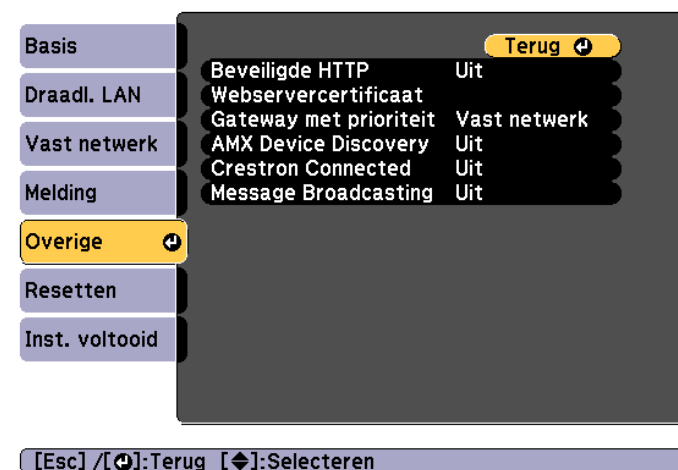 Basis
Draadl. LAN
Vast netwerk
Melding
Overige
Resetten
Inst. voltooid
Terug
Beveiligde HTTP Uit
Webservercertificaat
Gateway met prioriteit Vast netwerk
AMX Device Discovery Uit
Crestron Connected Uit
Message Broadcasting Uit
[Esc] /[⏎]:Terug [◆]:Selecteren